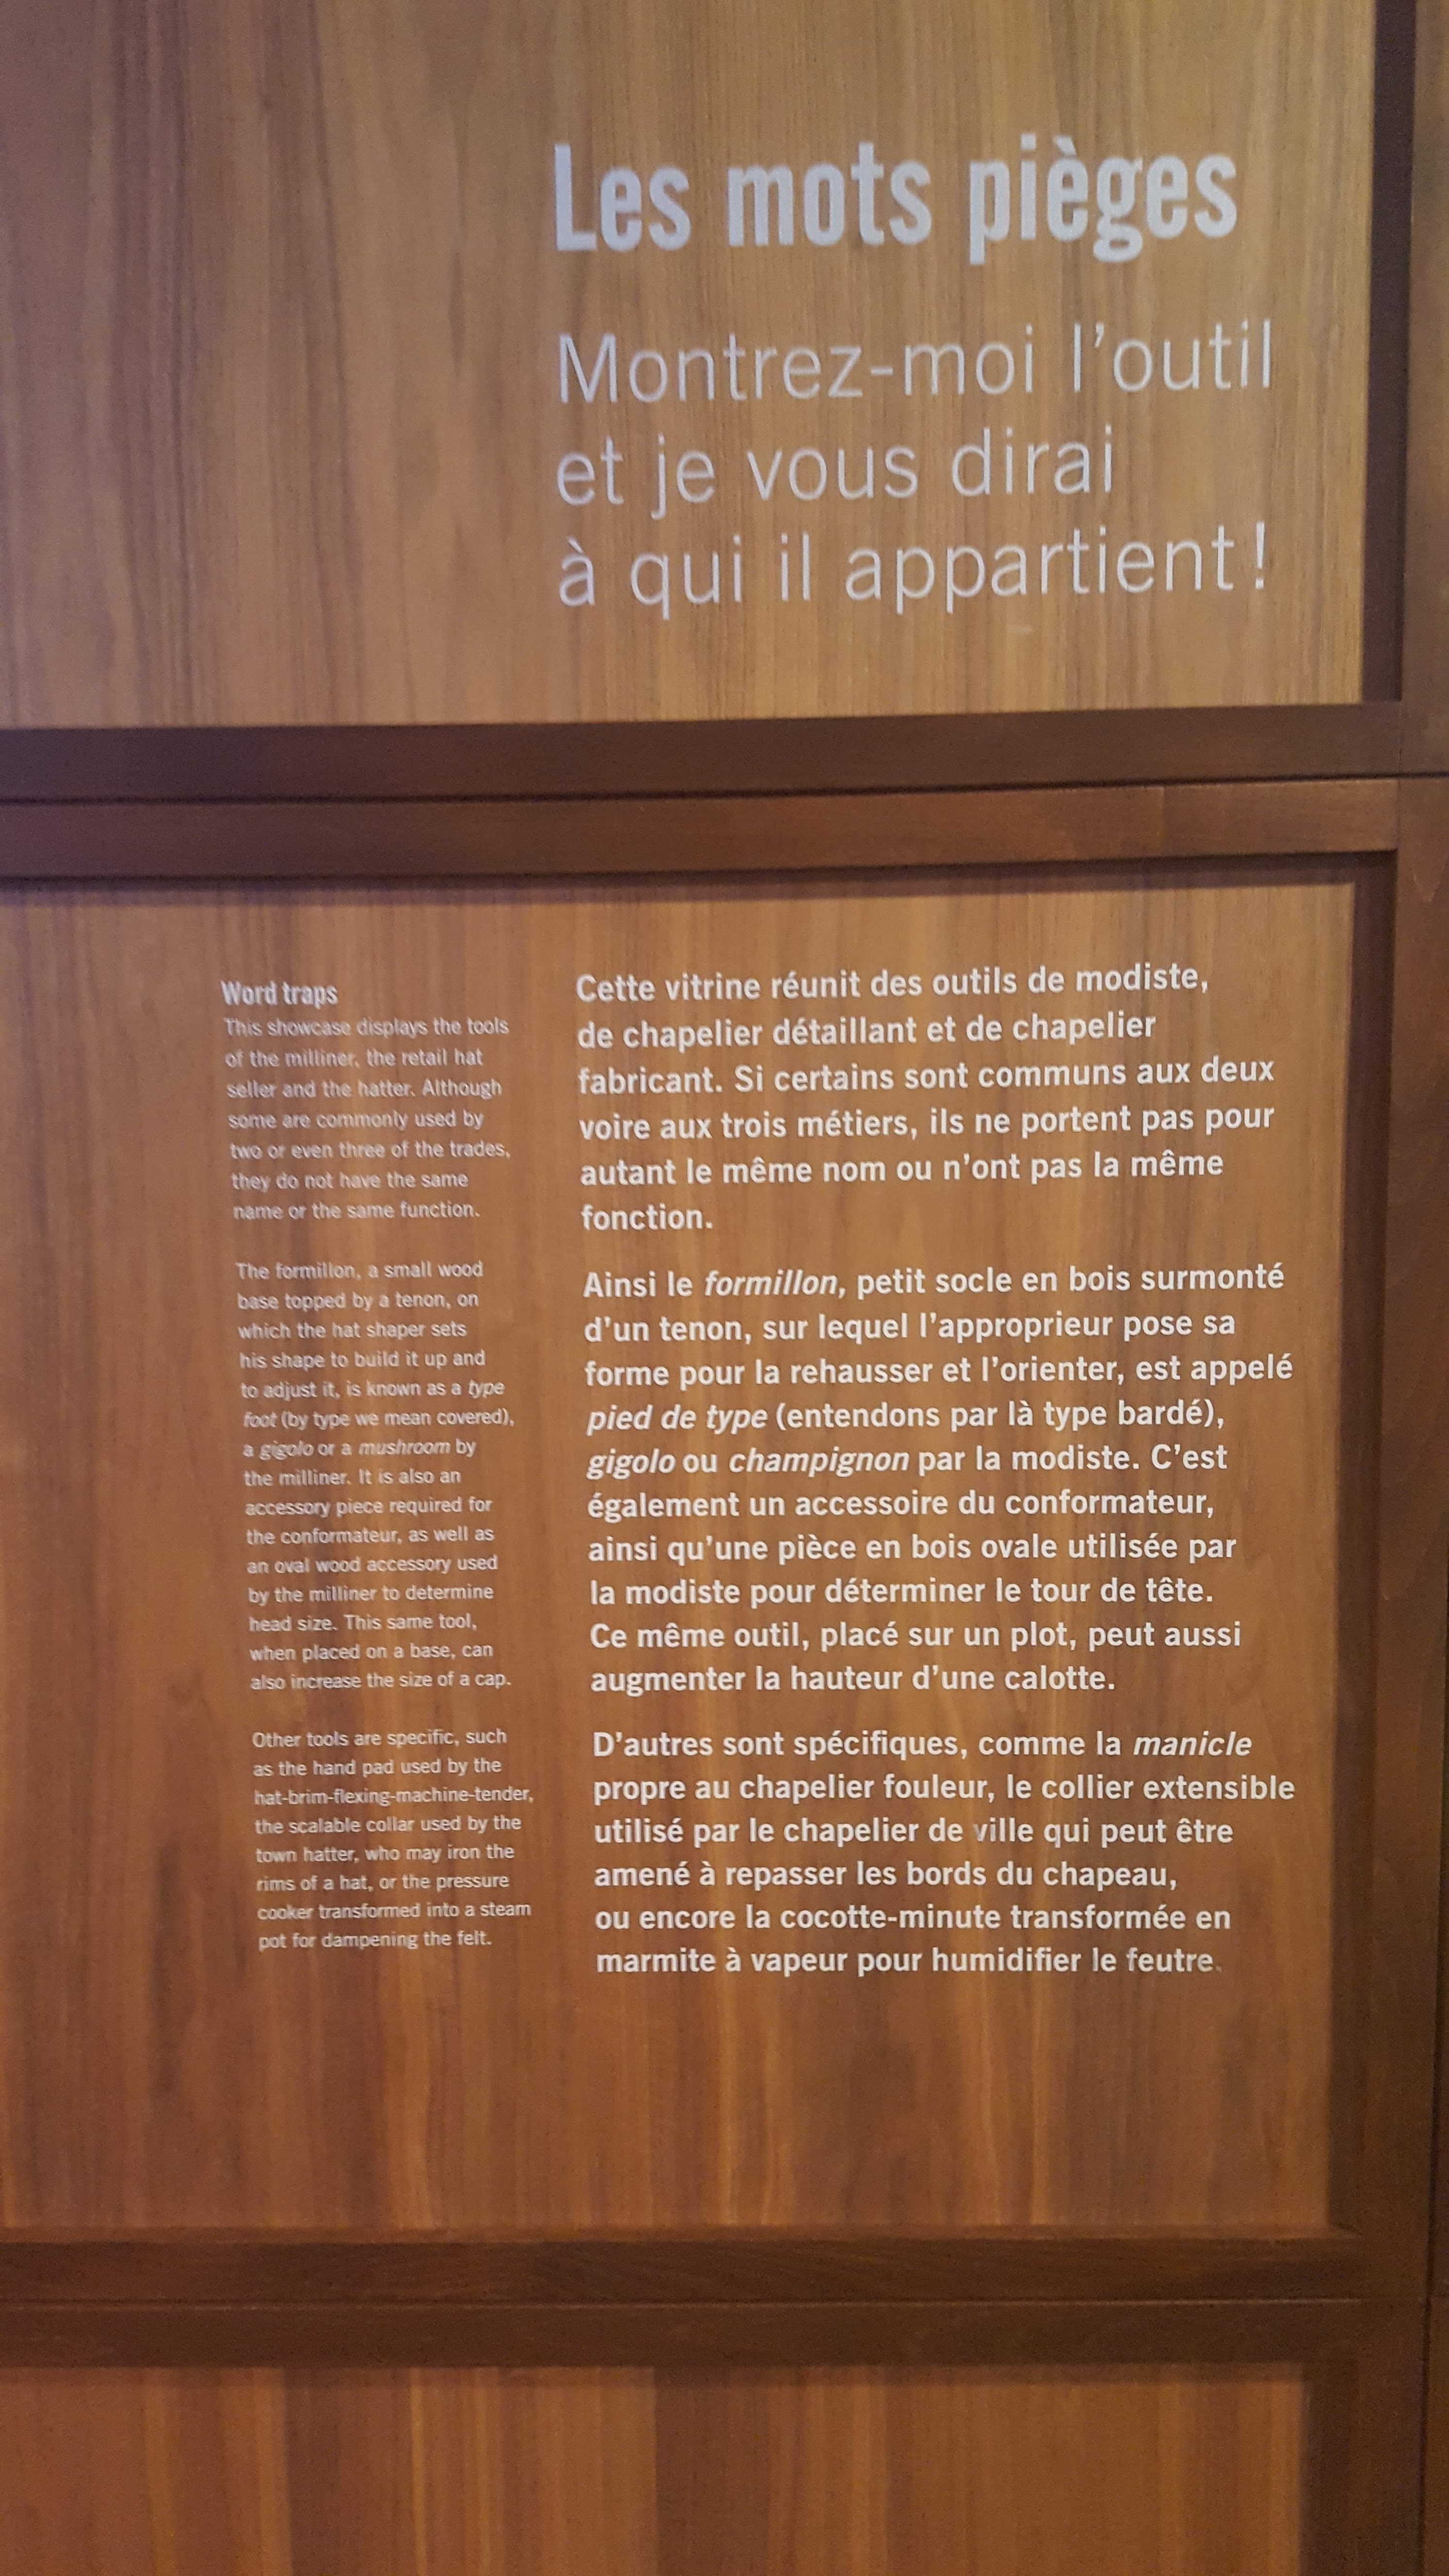 Les mots pièges
Montrez-moi l'outil
et je vous dirai
à qui il appartient !
Word traps
This showcase displays the tools
of the milliner, the retail hat
seller and the hatter. Although
some are commonly used by
two or even three of the trades,
they do not have the same
name or the same function.
The formillon, a small wood
base topped by a tenon, on
which the hat shaper sets
his shape to build it up and
to adjust it, is known as a type
foot (by type we mean covered),
a gigolo or a mushroom by
the milliner. It is also an
accessory piece required for
the conformateur, as well as
an oval wood accessory used
by the milliner to determine
head size. This same tool,
when placed on a base, can
also increase the size of a cap.
Other tools are specific, such
as the hand pad used by the
hat-brim-flexing-machine-tender,
the scalable collar used by the
town hatter, who may iron the
rims of a hat, or the pressure
cooker transformed into a steam
pot for dampening the felt.
Cette vitrine réunit des outils de modiste,
de chapelier détaillant et de chapelier
fabricant. Si certains sont communs aux deux
voire aux trois métiers, ils ne portent pas pour
autant le même nom ou n'ont pas la même
fonction.
Ainsi le formillon, petit socle en bois surmonté
d'un tenon, sur lequel l'approprieur pose sa
forme pour la rehausser et l'orienter, est appelé
pied de type (entendons par là type bardé),
gigolo ou champignon par la modiste. C'est
également un accessoire du conformateur,
ainsi qu'une pièce en bois ovale utilisée par
la modiste pour déterminer le tour de tête.
Ce même outil, placé sur un plot, peut aussi
augmenter la hauteur d'une calotte.
D'autres sont spécifiques, comme la manicle
propre au chapelier fouleur, le collier extensible
utilisé par le chapelier de ville qui peut être
amené à repasser les bords du chapeau,
ou encore la cocotte-minute transformée en
marmite à vapeur pour humidifier le feutre.